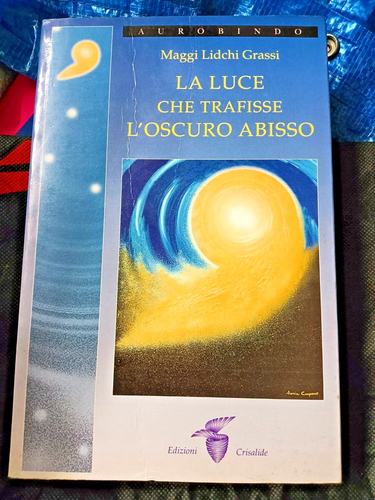 AUROBINDO
Maggi Lidchi Grassi
LA LUCE
CHE TRAFISSE
L'OSCURO ABISSO
Edizioni Crisalide